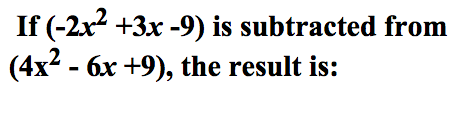 If (-2x² +3x -9) is subtracted from
(4x² - 6x +9), the result is: